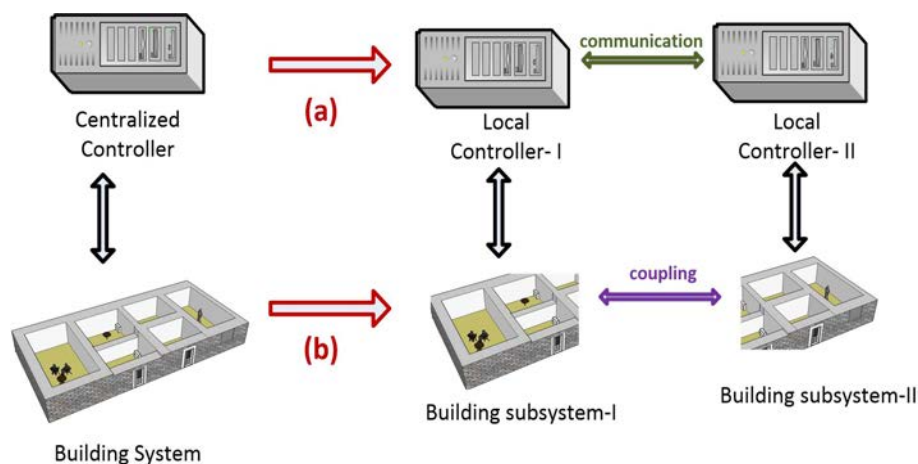 communication
(a)
Centralized
Controller
Local
Controller- I
Local
Controller- II
coupling
(b)
Building System
Building subsystem-I
Building subsystem-II